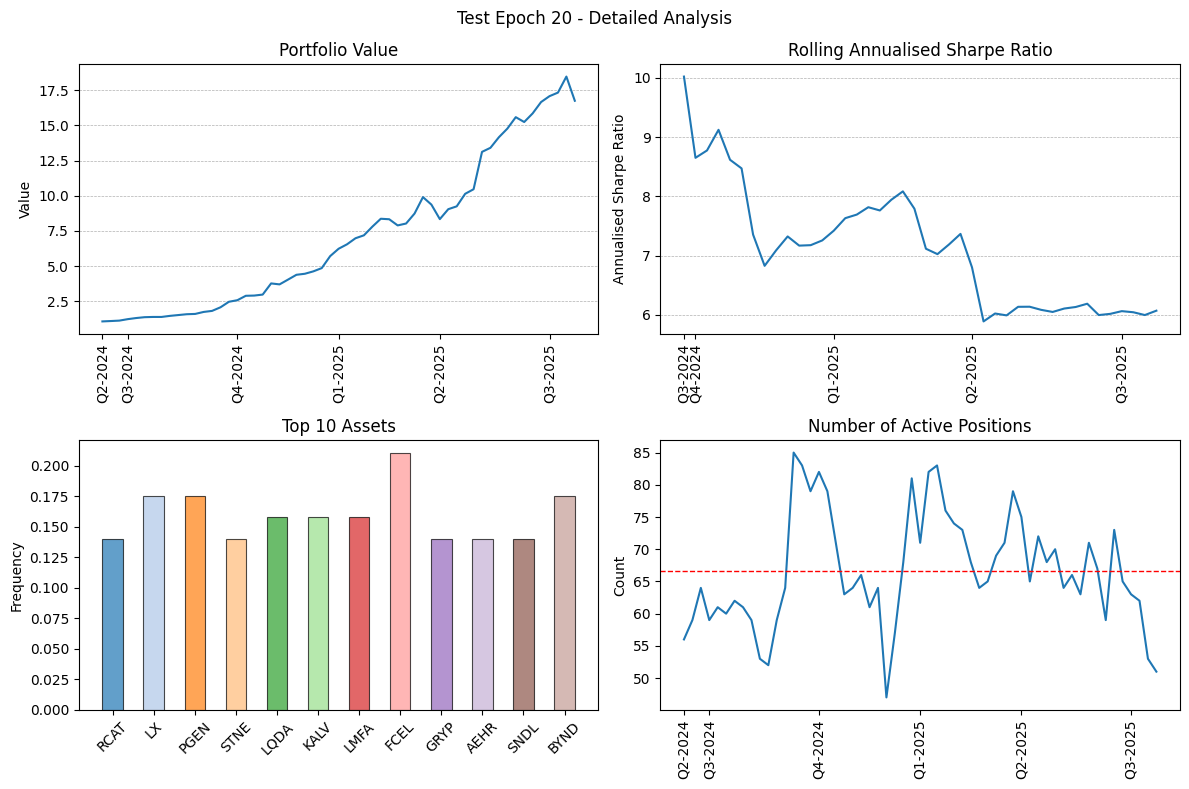 Test Epoch 20 - Detailed Analysis
Portfolio Value
Value
17.5
15.0
12.5
10.0
7.5
5.0
2.5
Q2-2024
Q3-2024
Q4-2024
Q1-2025
Q2-2025
Q3-2025
Rolling Annualised Sharpe Ratio
Annualised Sharpe Ratio
10
9
8
7
6
Q3-2024
Q4-2024
Q1-2025
Q2-2025
Q3-2025
Top 10 Assets
Frequency
0.200
0.175
0.150
0.125
0.100
0.075
0.050
0.025
0.000
RCAT
LX
PGEN
STNE
LQDA
KALV
LMFA
FCEL
GRYP
AEHR
SNDL
BYND
Number of Active Positions
Count
85
80
75
70
65
60
55
50
Q2-2024
Q3-2024
Q4-2024
Q1-2025
Q2-2025
Q3-2025